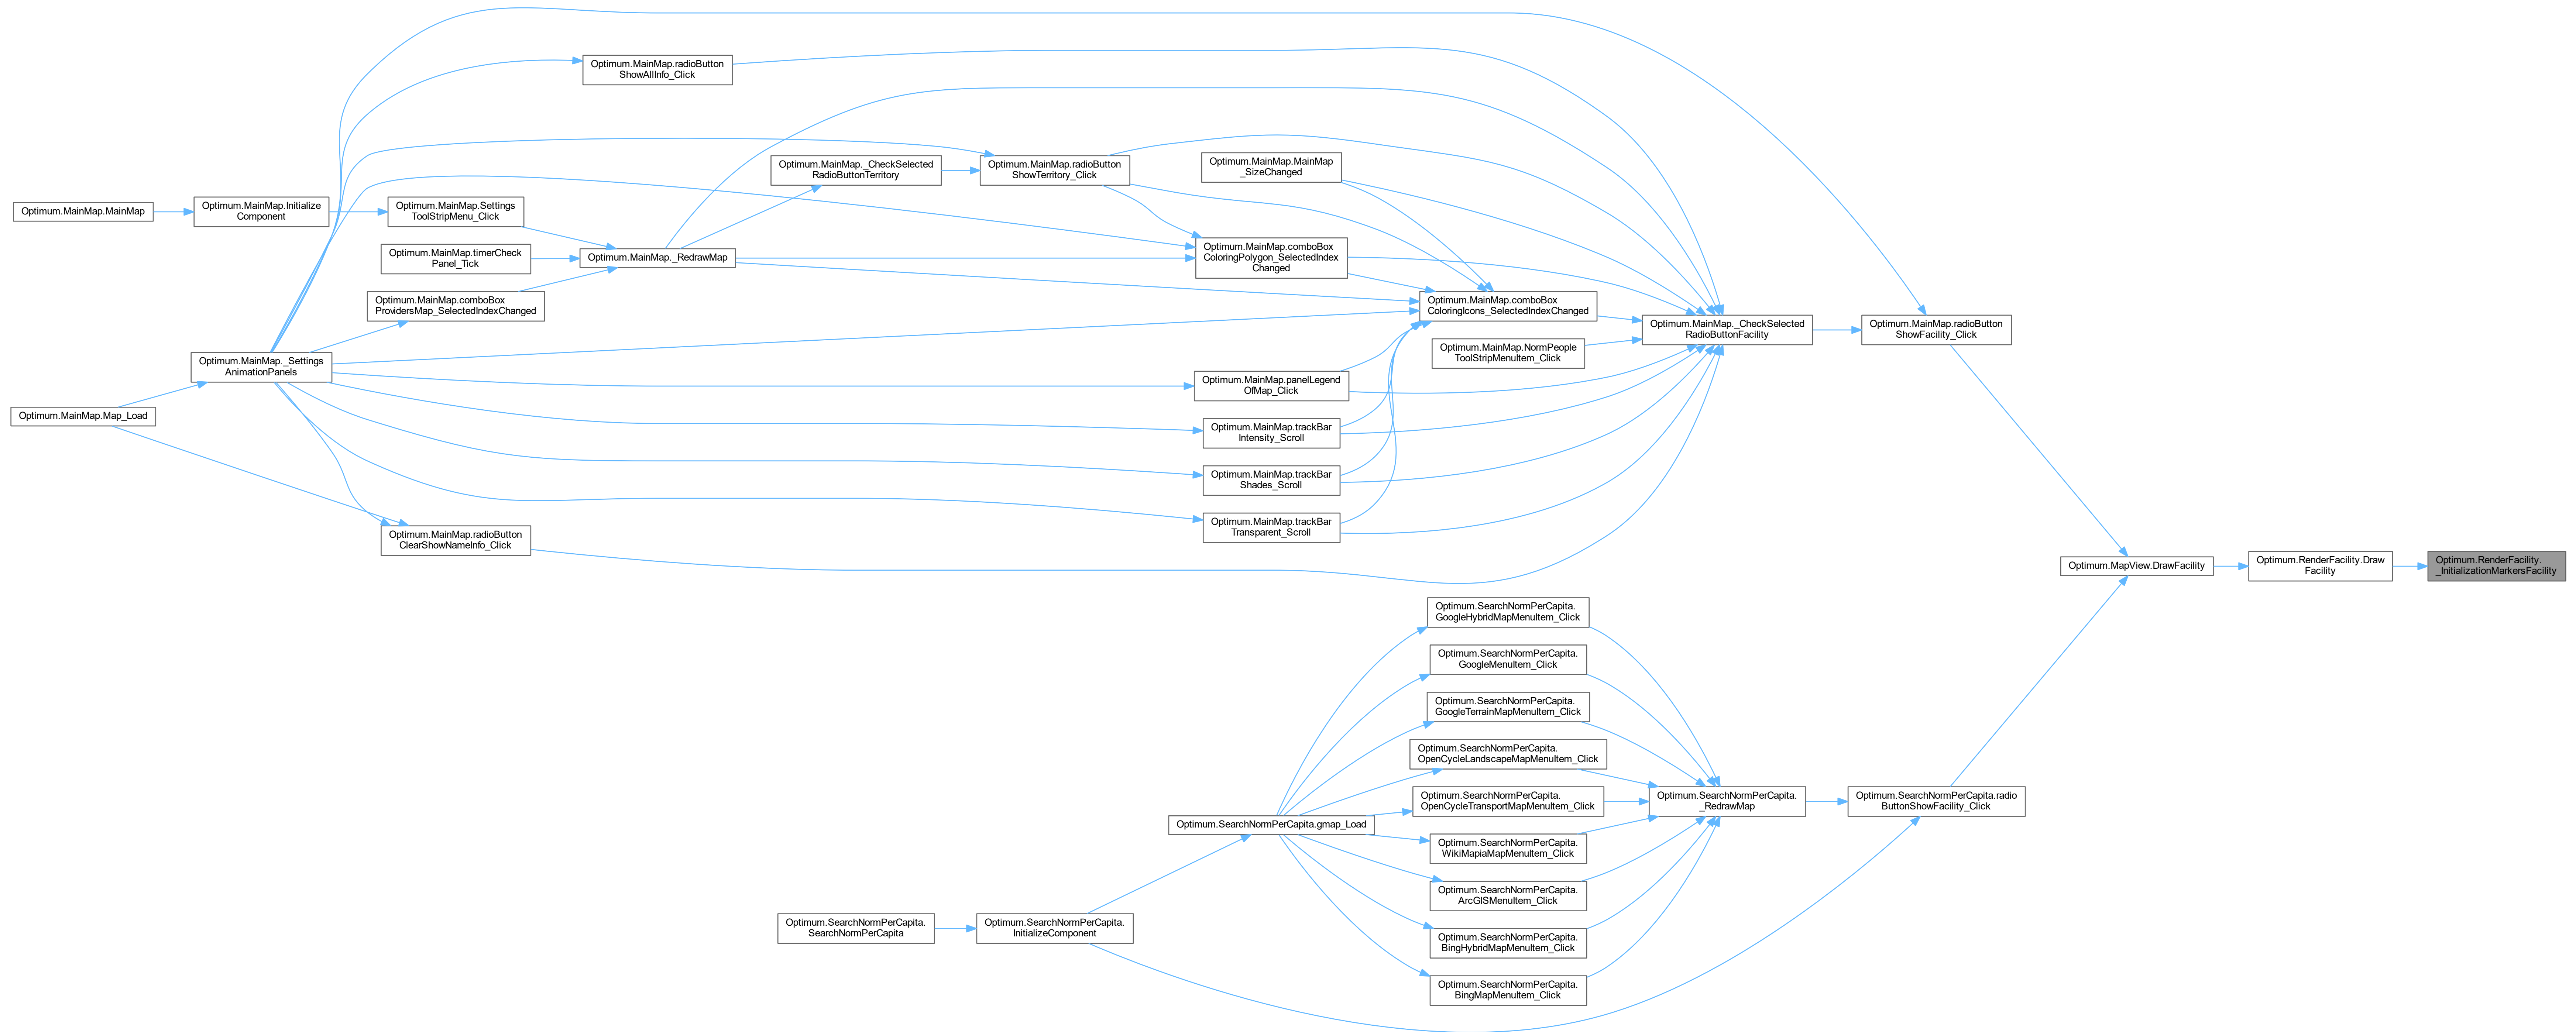 Optimum.MainMap.radioButton
ShowAllInfo_Click
Optimum.MainMap._CheckSelected
RadioButtonTerritory
Optimum.MainMap.radioButton
ShowTerritory_Click
Optimum.MainMap.MainMap
_SizeChanged
Optimum.MainMap.MainMap
Optimum.MainMap.Initialize
Component
Optimum.MainMap.Settings
ToolStripMenu_Click
Optimum.MainMap.timerCheck
Panel_Tick
Optimum.MainMap._RedrawMap
Optimum.MainMap.comboBox
ColoringPolygon_SelectedIndex
Changed
Optimum.MainMap.comboBox
ProvidersMap_SelectedIndexChanged
Optimum.MainMap.comboBox
ColoringIcons_SelectedIndexChanged
Optimum.MainMap._CheckSelected
RadioButtonFacility
Optimum.MainMap.radioButton
ShowFacility_Click
Optimum.MainMap.NormPeople
ToolStripMenuItem_Click
Optimum.MainMap._Settings
AnimationPanels
Optimum.MainMap.panelLegend
OfMap_Click
Optimum.MainMap.Map_Load
Optimum.MainMap.trackBar
Intensity_Scroll
Optimum.MainMap.trackBar
Shades_Scroll
Optimum.MainMap.trackBar
Transparent_Scroll
Optimum.MainMap.radioButton
ClearShowNameInfo_Click
Optimum.MapView.DrawFacility
Optimum.RenderFacility.Draw
Facility
Optimum.RenderFacility.
_InitializationMarkersFacility
Optimum.SearchNormPerCapita.
GoogleHybridMapMenuItem_Click
Optimum.SearchNormPerCapita.
GoogleMenuItem_Click
Optimum.SearchNormPerCapita.
GoogleTerrainMapMenuItem_Click
Optimum.SearchNormPerCapita.
OpenCycleLandscapeMapMenuItem_Click
Optimum.SearchNormPerCapita.
OpenCycleTransportMapMenuItem_Click
Optimum.SearchNormPerCapita.
_RedrawMap
Optimum.SearchNormPerCapita.radio
ButtonShowFacility_Click
Optimum.SearchNormPerCapita.gmap_Load
Optimum.SearchNormPerCapita.
WikiMapiaMapMenuItem_Click
Optimum.SearchNormPerCapita.
ArcGISMenuItem_Click
Optimum.SearchNormPerCapita.
SearchNormPerCapita
Optimum.SearchNormPerCapita.
InitializeComponent
Optimum.SearchNormPerCapita.
BingHybridMapMenuItem_Click
Optimum.SearchNormPerCapita.
BingMapMenuItem_Click